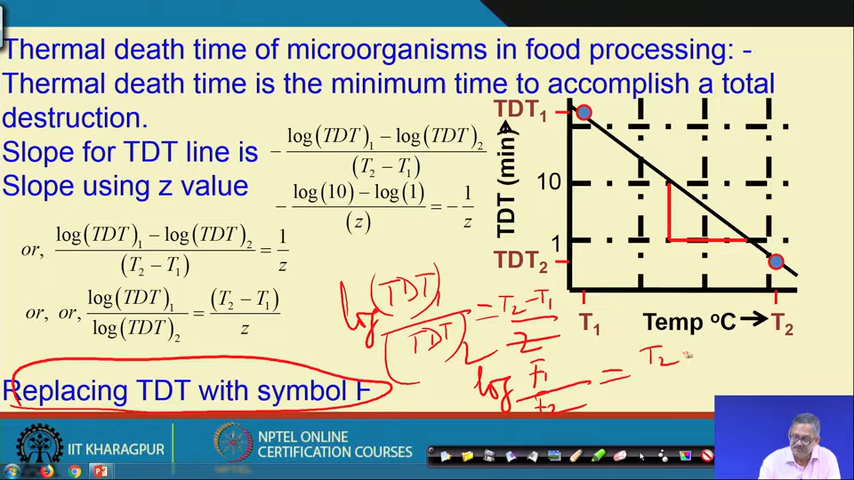 Thermal death time of microorganisms in food processing: -
Thermal death time is the minimum time to accomplish a total
destruction.
Slope for TDT line is
- log(TDT)₁ − log(TDT)₂ / (T₂ − T₁)
Slope using z value
- log(10) − log(1) / (z) = - 1 / z
or, log(TDT)₁ − log(TDT)₂ / (T₂ − T₁) = 1 / z
or, or, log(TDT)₁ / log(TDT)₂ = (T₂ − T₁) / z
Replacing TDT with symbol F
log (TDT)₁ / (TDT)₂ = T₂ − T₁ / z
log F₁ / F₂ = T₂
TDT₁
10
1
TDT₂
TDT (min)
T₁
Temp ºC
T₂
IIT KHARAGPUR
NPTEL ONLINE
CERTIFICATION COURSES